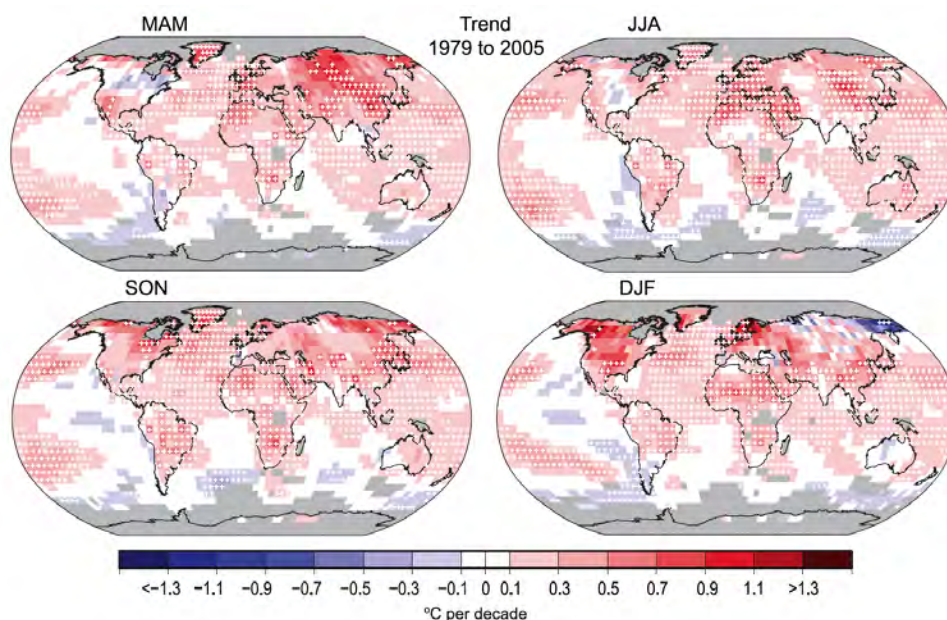 MAM
Trend
1979 to 2005
JJA
SON
DJF
<-1.3 -1.1 -0.9 -0.7 -0.5 -0.3 -0.1 0 0.1 0.3 0.5 0.7 0.9 1.1 >1.3
ºC per decade